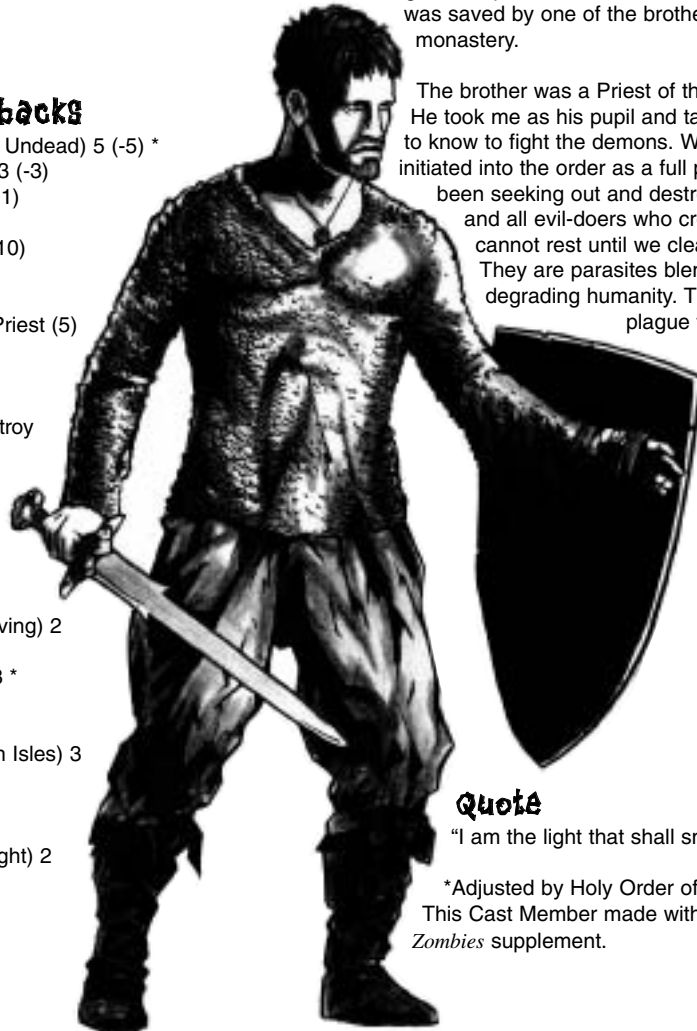 backs
Undead) 5 (-5) *
3 (-3)
1)
10)
Priest (5)
troy
ving) 2
*
n Isles) 3
ght) 2
was saved by one of the brothe
monastery.
The brother was a Priest of th
He took me as his pupil and ta
to know to fight the demons. W
initiated into the order as a full p
been seeking out and destr
and all evil-doers who cr
cannot rest until we clea
They are parasites bler
degrading humanity. T
plague
Quote
“I am the light that shall sr
*Adjusted by Holy Order of
This Cast Member made with
Zombies supplement.